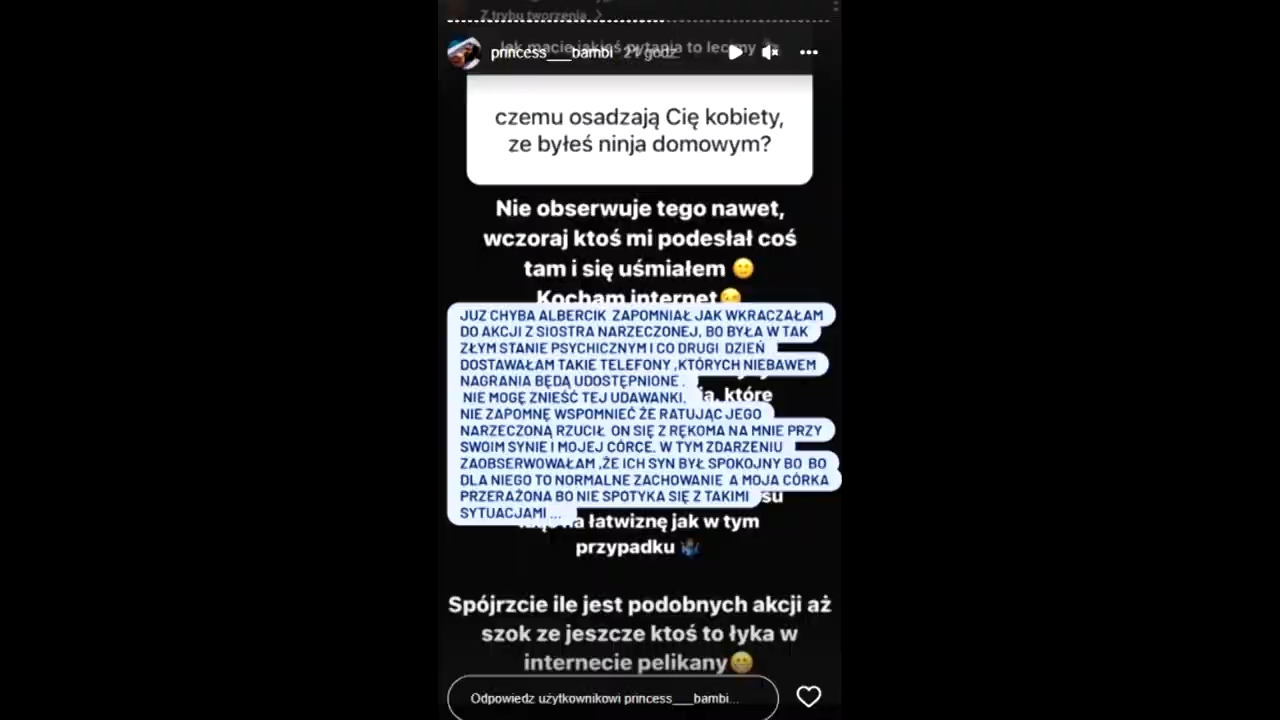 Z trybu tworzenia >
Jak macie jakieś pytania to lecimy
princess___bambi 21 godz.
czemu osadzają Cię kobiety,
ze byłeś ninja domowym?
Nie obserwuje tego nawet,
wczoraj ktoś mi podesłał coś
tam i się uśmiałem 🙂
Kocham internet😉
JUZ CHYBA ALBERCIK ZAPOMNIAŁ JAK WKRACZAŁAM
DO AKCJI Z SIOSTRA NARZECZONEJ, BO BYŁA W TAK
ZŁYM STANIE PSYCHICZNYM I CO DRUGI DZIEŃ
DOSTAWAŁAM TAKIE TELEFONY ,KTÓRYCH NIEBAWEM
NAGRANIA BĘDĄ UDOSTĘPNIONE .
NIE MOGĘ ZNIEŚĆ TEJ UDAWANKI. które
NIE ZAPOMNĘ WSPOMNIEĆ ŻE RATUJĄC JEGO
NARZECZONĄ RZUCIŁ ON SIĘ Z RĘKOMA NA MNIE PRZY
SWOIM SYNIE I MOJEJ CÓRCE. W TYM ZDARZENIU
ZAOBSERWOWAŁAM ,ŻE ICH SYN BYŁ SPOKOJNY BO BO
DLA NIEGO TO NORMALNE ZACHOWANIE A MOJA CÓRKA
PRZERAŻONA BO NIE SPOTYKA SIĘ Z TAKIMI
SYTUACJAMI ...
na łatwiznę jak w tym
przypadku 🤷‍♂️
Spójrzcie ile jest podobnych akcji aż
szok ze jeszcze ktoś to łyka w
internecie pelikany😁
Odpowiedz użytkownikowi princess___bambi...